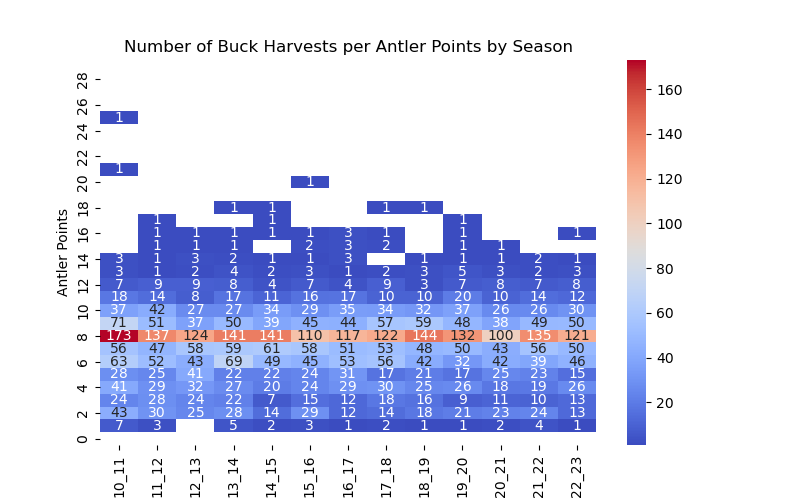 Number of Buck Harvests per Antler Points by Season
Antler Points
28
26
1
24
22
1
20 1
18 1 1 1 1
1 1 1
16 1 1 1 1 1 3 1 1 1
1 1 1 2 3 2 1 1
14 3 1 3 2 1 1 3 1 1 1 2 1
3 1 2 4 2 3 1 2 3 5 3 2 3
12 7 9 9 8 4 7 4 9 3 7 8 7 8
18 14 8 17 11 16 17 10 10 20 10 14 12
10 37 42 27 27 34 29 35 34 32 37 26 26 30
71 51 37 50 39 45 44 57 59 48 38 49 50
8 173 137 124 141 141 110 117 122 144 132 100 135 121
56 47 58 59 61 58 51 53 48 50 43 56 50
6 63 52 43 69 49 45 53 56 42 32 42 39 46
28 25 41 22 22 24 31 17 21 17 25 23 15
4 41 29 32 27 20 24 29 30 25 26 18 19 26
24 28 24 22 7 15 12 18 16 9 11 10 13
2 43 30 25 28 14 29 12 14 18 21 23 24 13
7 3 5 2 3 1 2 1 1 2 4 1
0
10_11 11_12 12_13 13_14 14_15 15_16 16_17 17_18 18_19 19_20 20_21 21_22 22_23
160
140
120
100
80
60
40
20